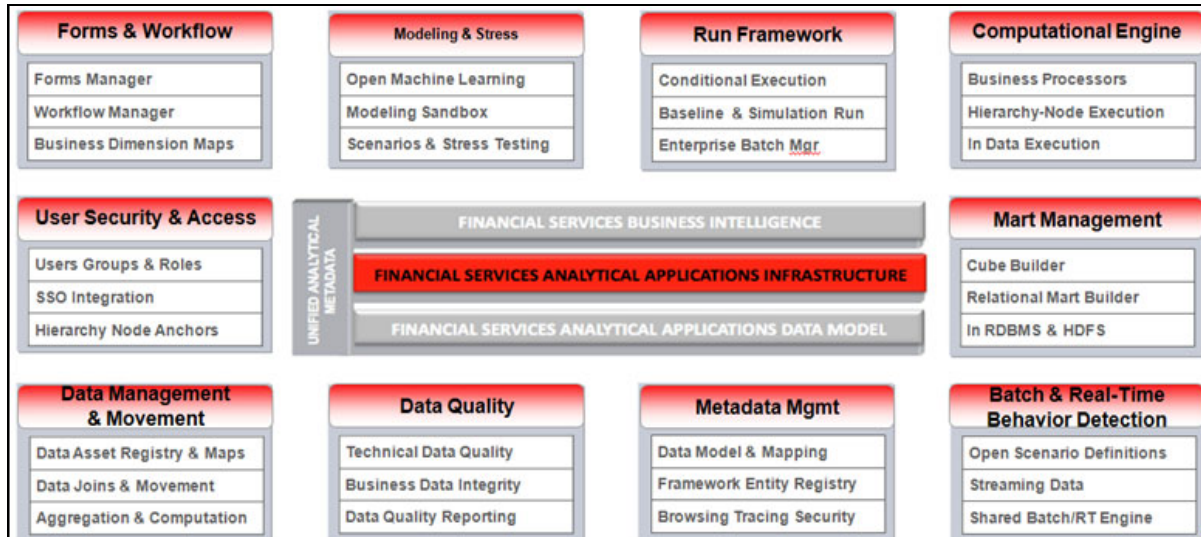 Forms & Workflow
Forms Manager
Workflow Manager
Business Dimension Maps
Modeling & Stress
Open Machine Learning
Modeling Sandbox
Scenarios & Stress Testing
Run Framework
Conditional Execution
Baseline & Simulation Run
Enterprise Batch Mgr
Computational Engine
Business Processors
Hierarchy-Node Execution
In Data Execution
User Security & Access
Users Groups & Roles
SSO Integration
Hierarchy Node Anchors
UNIFIED ANALYTICAL
METADATA
FINANCIAL SERVICES BUSINESS INTELLIGENCE
FINANCIAL SERVICES ANALYTICAL APPLICATIONS INFRASTRUCTURE
FINANCIAL SERVICES ANALYTICAL APPLICATIONS DATA MODEL
Mart Management
Cube Builder
Relational Mart Builder
In RDBMS & HDFS
Data Management
& Movement
Data Asset Registry & Maps
Data Joins & Movement
Aggregation & Computation
Data Quality
Technical Data Quality
Business Data Integrity
Data Quality Reporting
Metadata Mgmt
Data Model & Mapping
Framework Entity Registry
Browsing Tracing Security
Batch & Real-Time
Behavior Detection
Open Scenario Definitions
Streaming Data
Shared Batch/RT Engine